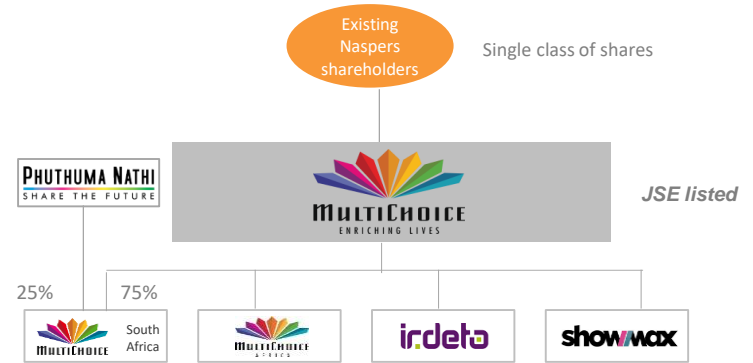 Existing
Naspers
shareholders
Single class of shares
PHUTHUMA NATHI
SHARE THE FUTURE
MULTICHOICE
ENRICHING LIVES
JSE listed
25%
75%
MULTICHOICE
South
Africa
MULTICHOICE
AFRICA
irdeto
showmax